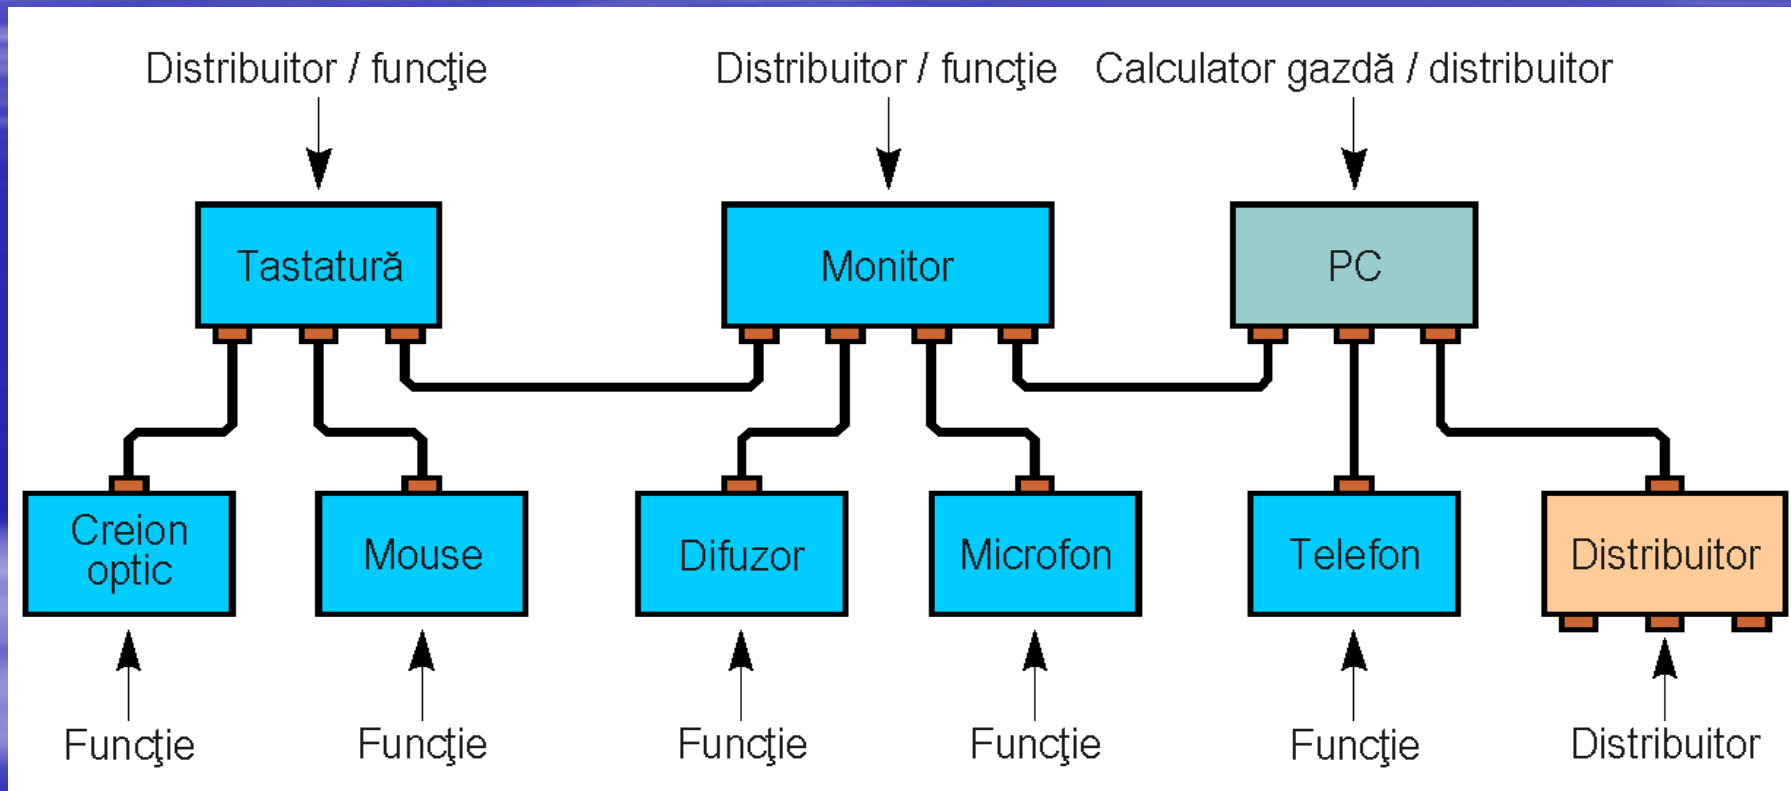 Distribuitor / funcţie
Distribuitor / funcţie
Calculator gazdă / distribuitor
Tastatură
Monitor
PC
Creion
optic
Mouse
Difuzor
Microfon
Telefon
Distribuitor
Funcţie
Funcţie
Funcţie
Funcţie
Funcţie
Distribuitor